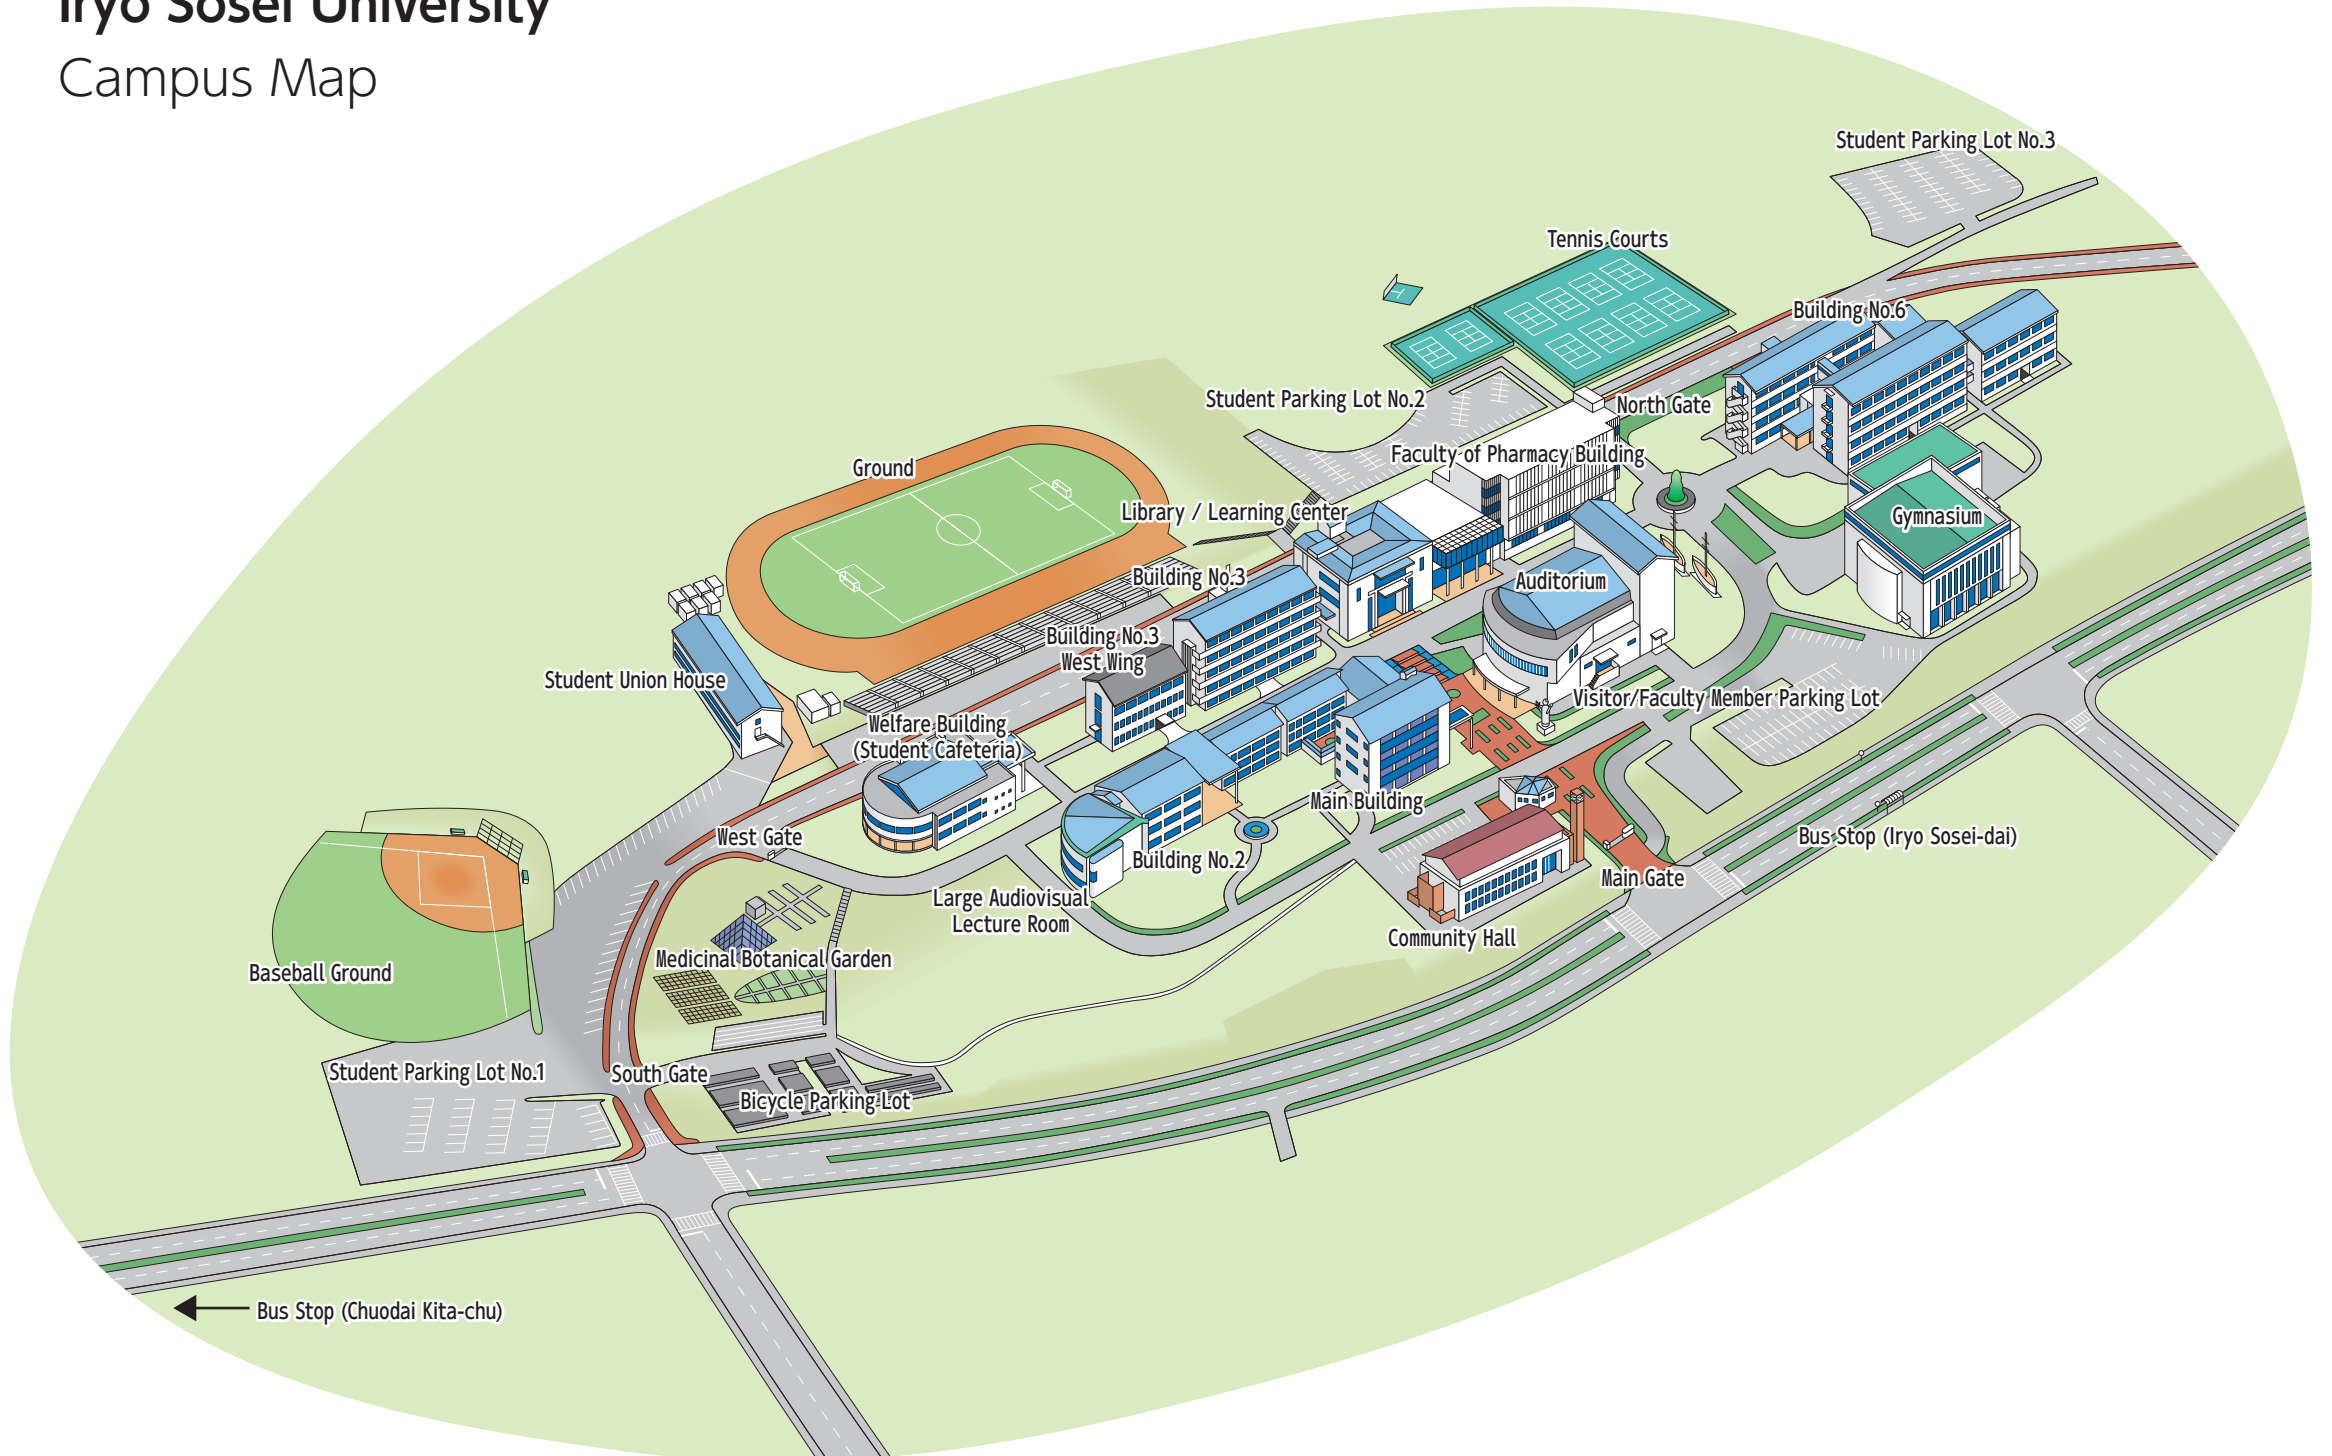 Iryo Sosei University
Campus Map
Student Parking Lot No.3
Tennis Courts
Building No.6
Student Parking Lot No.2
North Gate
Faculty of Pharmacy Building
Ground
Library / Learning Center
Gymnasium
Building No.3
Auditorium
Building No.3
West Wing
Student Union House
Visitor/Faculty Member Parking Lot
Welfare Building
(Student Cafeteria)
Main Building
West Gate
Bus Stop (Iryo Sosei-dai)
Building No.2
Main Gate
Large Audiovisual
Lecture Room
Community Hall
Medicinal Botanical Garden
Baseball Ground
Student Parking Lot No.1
South Gate
Bicycle Parking Lot
Bus Stop (Chuodai Kita-chu)